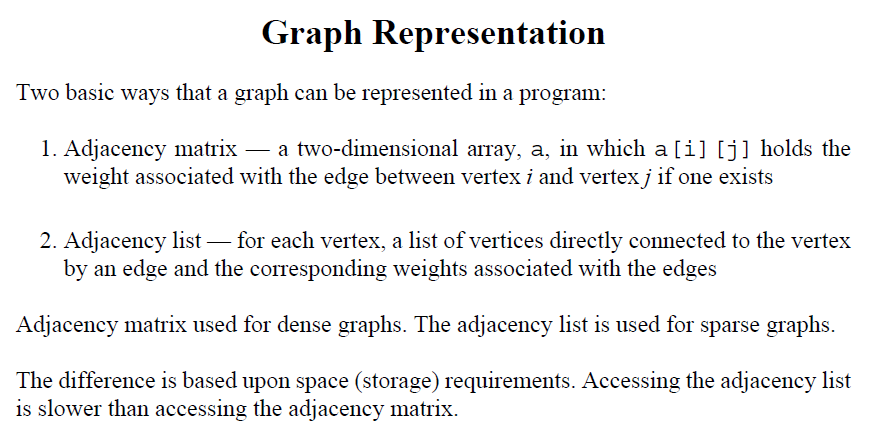 Graph Representation
Two basic ways that a graph can be represented in a program:
1. Adjacency matrix — a two-dimensional array, a, in which a[i][j] holds the
weight associated with the edge between vertex i and vertex j if one exists
2. Adjacency list — for each vertex, a list of vertices directly connected to the vertex
by an edge and the corresponding weights associated with the edges
Adjacency matrix used for dense graphs. The adjacency list is used for sparse graphs.
The difference is based upon space (storage) requirements. Accessing the adjacency list
is slower than accessing the adjacency matrix.